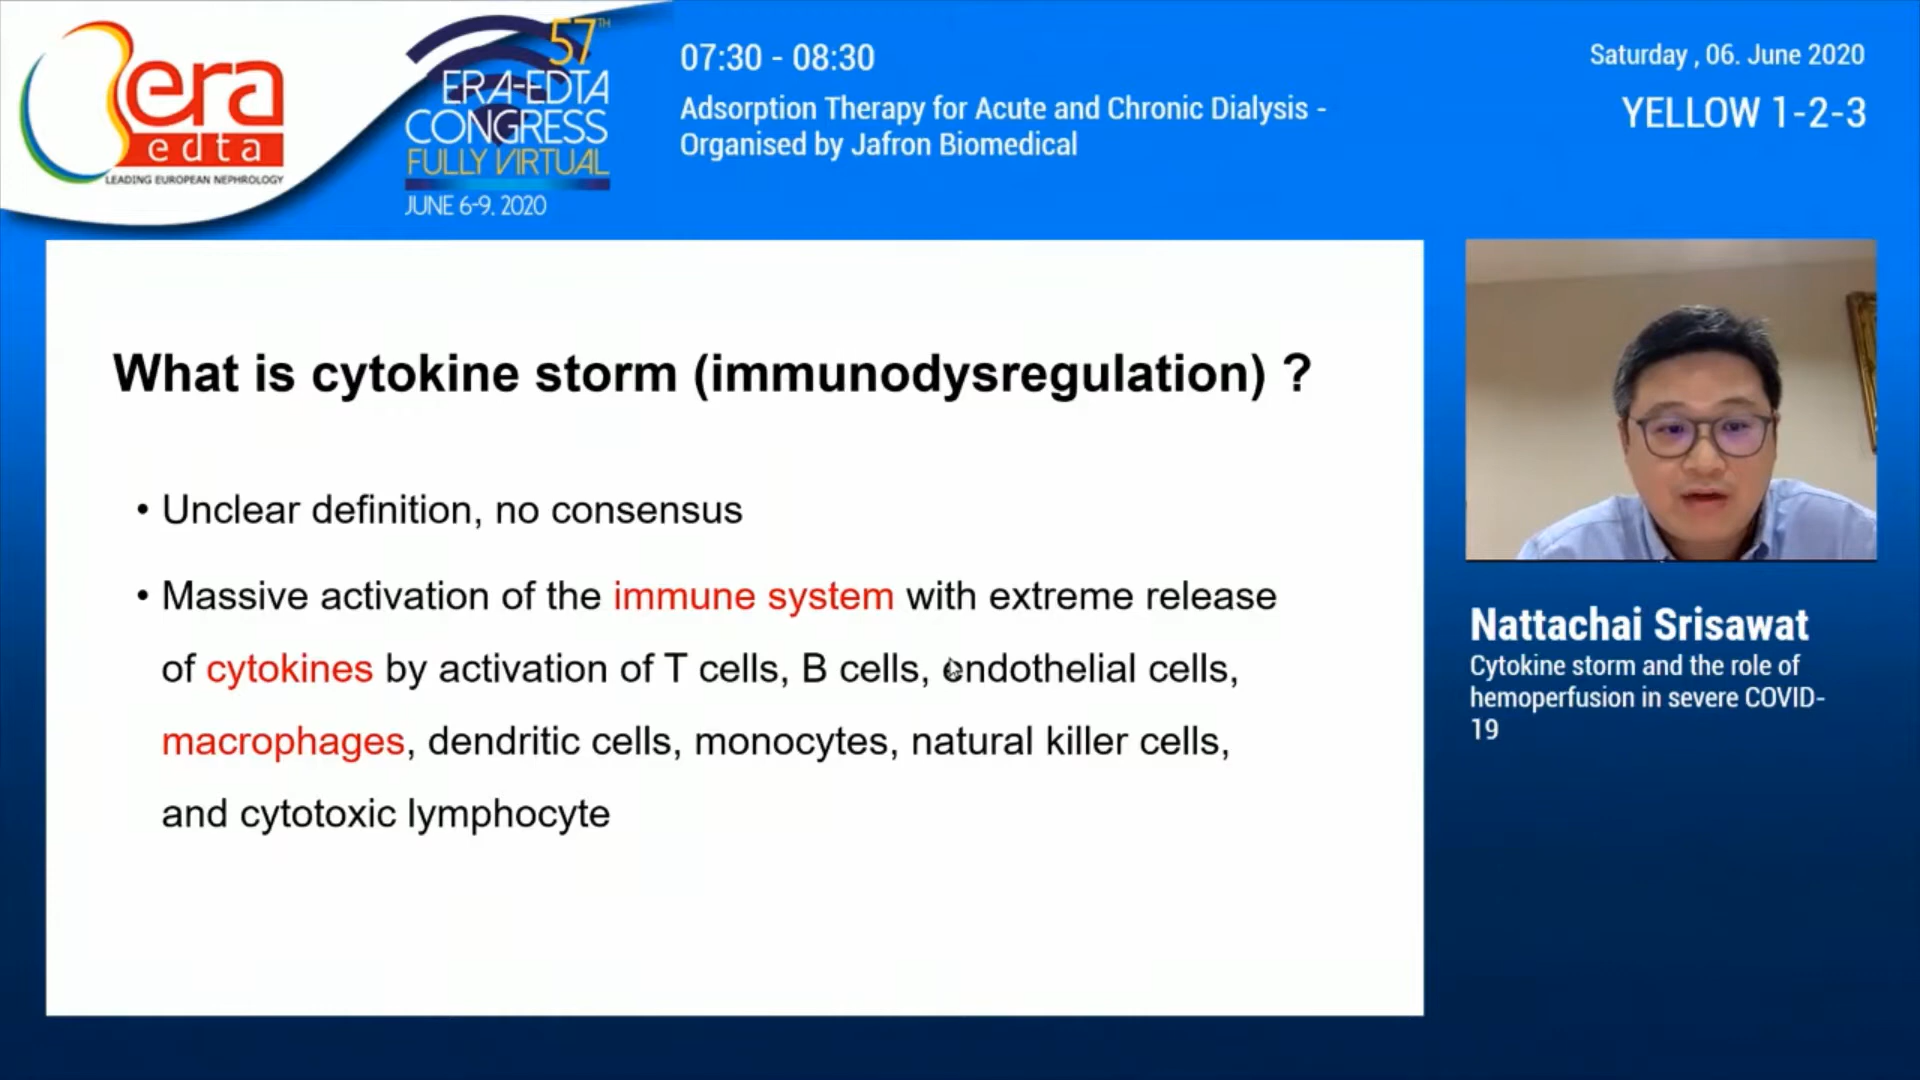 era
edta
LEADING EUROPEAN NEPHROLOGY
57TH
ERA-EDTA
CONGRESS
FULLY VIRTUAL
JUNE 6-9, 2020
07:30 - 08:30
Adsorption Therapy for Acute and Chronic Dialysis -
Organised by Jafron Biomedical
Saturday , 06. June 2020
YELLOW 1-2-3
What is cytokine storm (immunodysregulation) ?
• Unclear definition, no consensus
• Massive activation of the immune system with extreme release
of cytokines by activation of T cells, B cells, endothelial cells,
macrophages, dendritic cells, monocytes, natural killer cells,
and cytotoxic lymphocyte
Nattachai Srisawat
Cytokine storm and the role of
hemoperfusion in severe COVID-
19